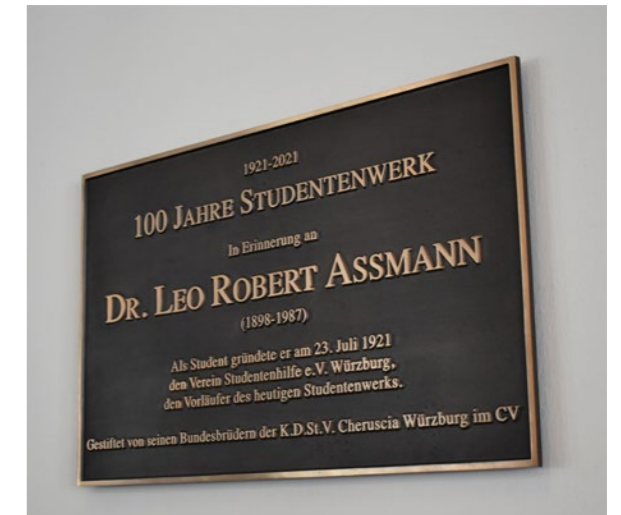 1921-2021
100 JAHRE STUDENTENWERK
In Erinnerung an
DR. LEO ROBERT ASSMANN
(1898-1987)
Als Student gründete er am 23. Juli 1921
den Verein Studentenhilfe e.V. Würzburg,
den Vorläufer des heutigen Studentenwerks.
Gestiftet von seinen Bundesbrüdern der K.D.St.V. Cheruscia Würzburg im CV